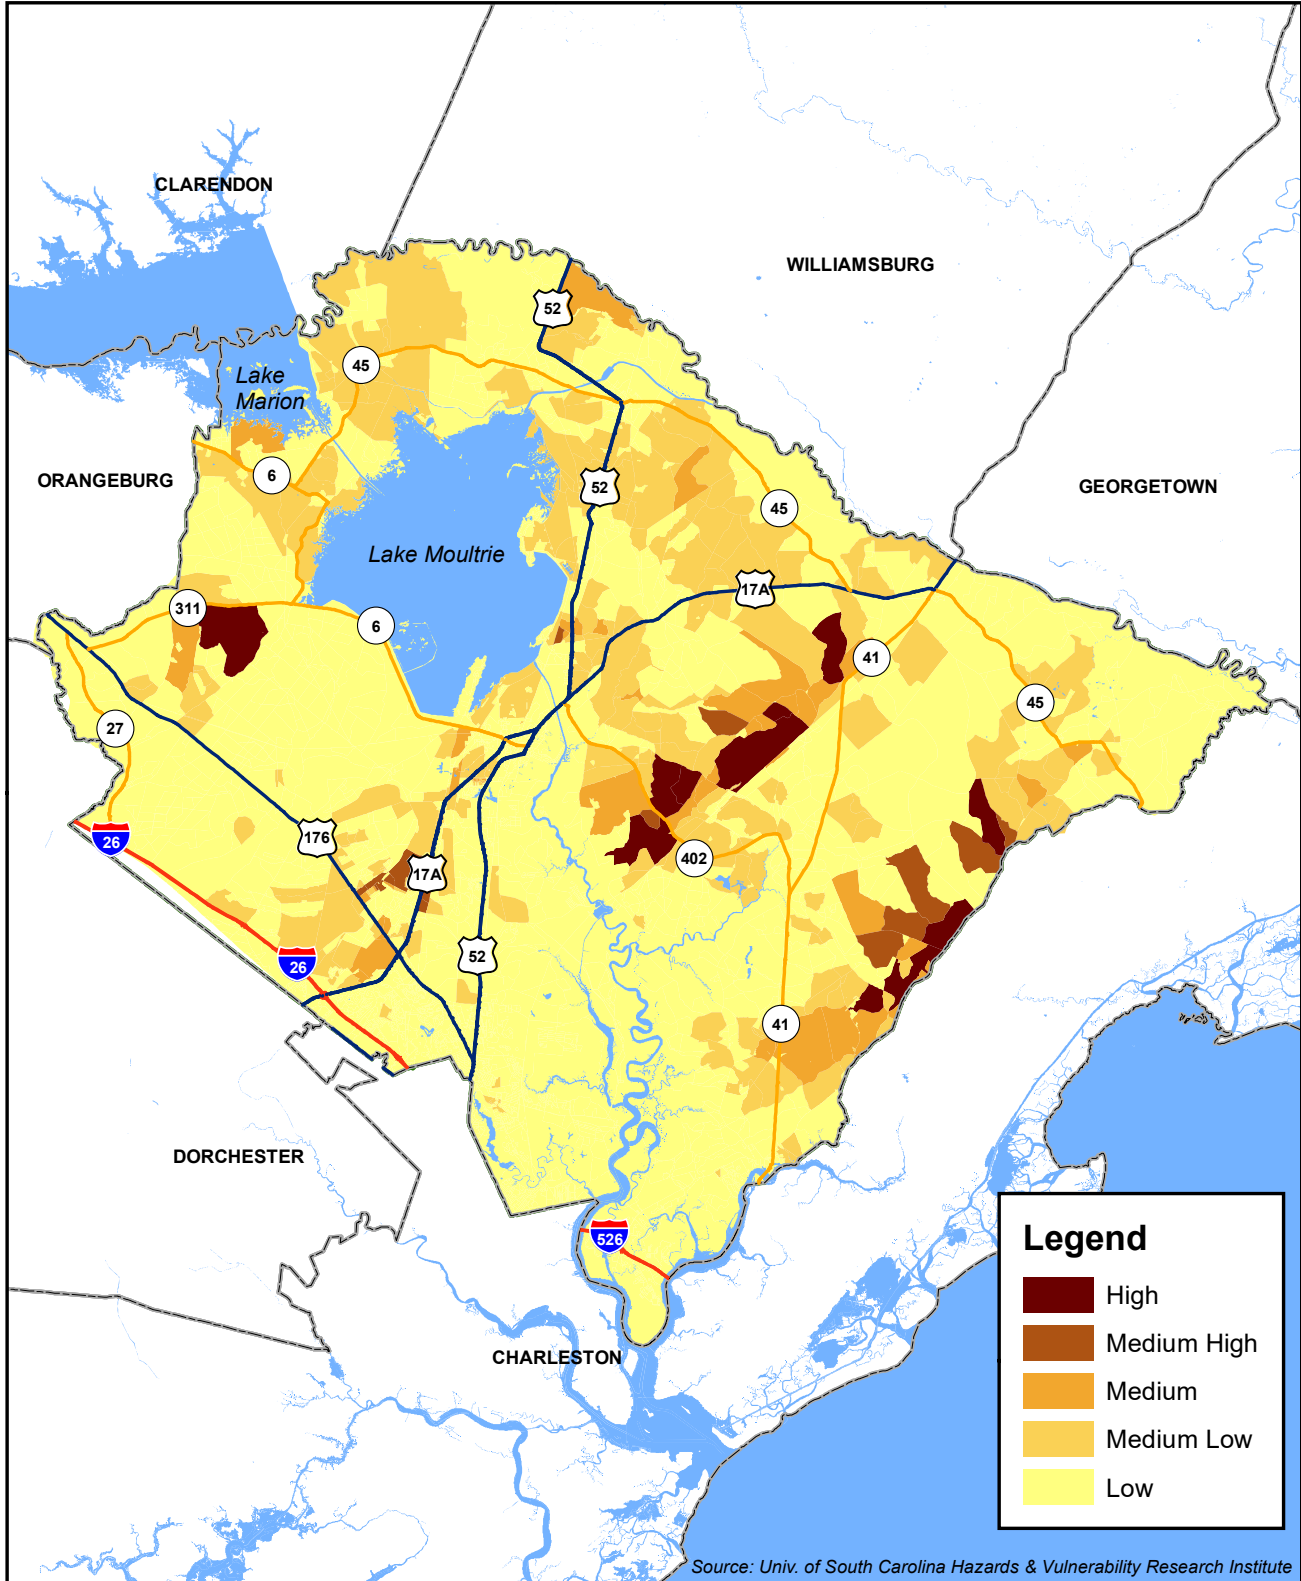 CLARENDON
WILLIAMSBURG
52
45
Lake
Marion
6
ORANGEBURG
52
GEORGETOWN
45
Lake Moultrie
17A
311
6
41
45
27
176
26
17A
402
52
26
41
DORCHESTER
526
CHARLESTON
Legend
High
Medium High
Medium
Medium Low
Low
Source: Univ. of South Carolina Hazards & Vulnerability Research Institute